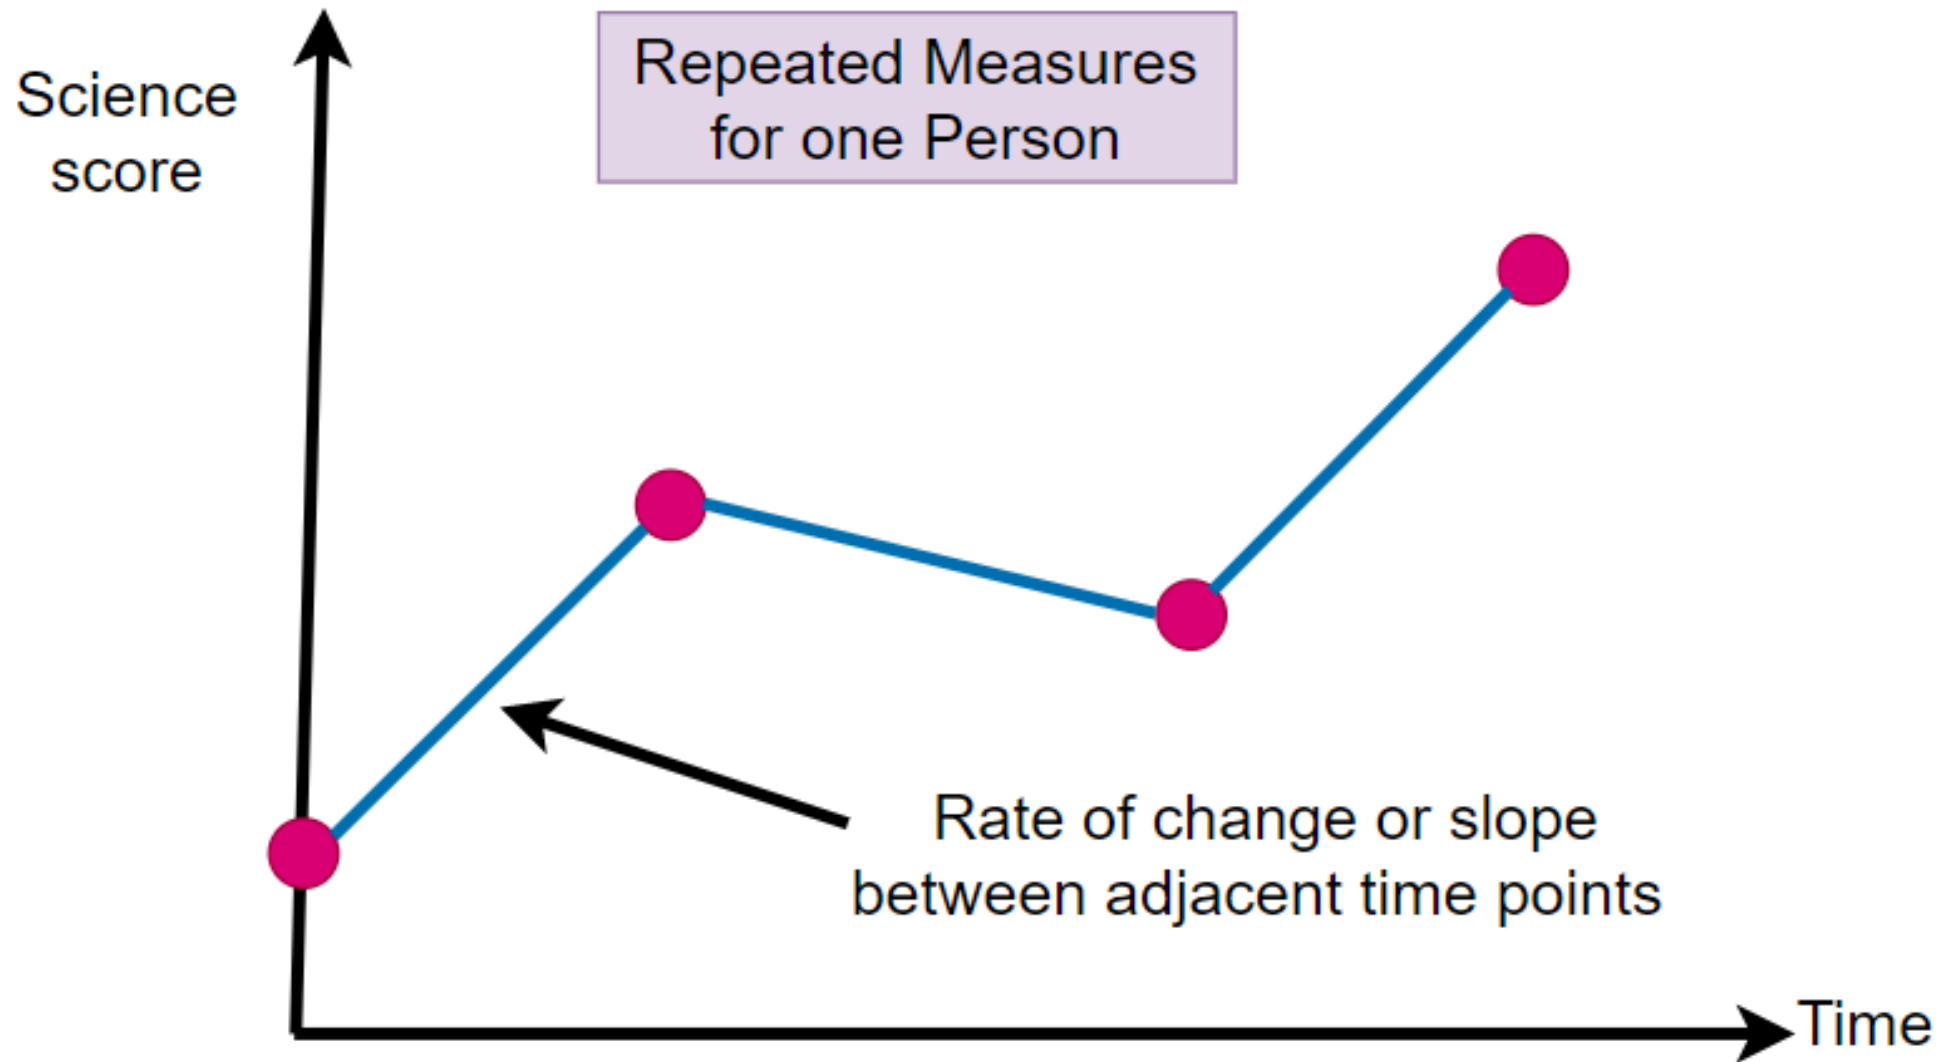 Repeated Measures
for one Person
Science
score
Rate of change or slope
between adjacent time points
Time